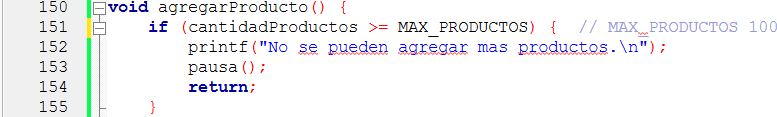 150 void agregarProducto() {
151 if (cantidadProductos >= MAX_PRODUCTOS) { // MAX_PRODUCTOS 100
152 printf("No se pueden agregar mas productos.\n");
153 pausa();
154 return;
155 }